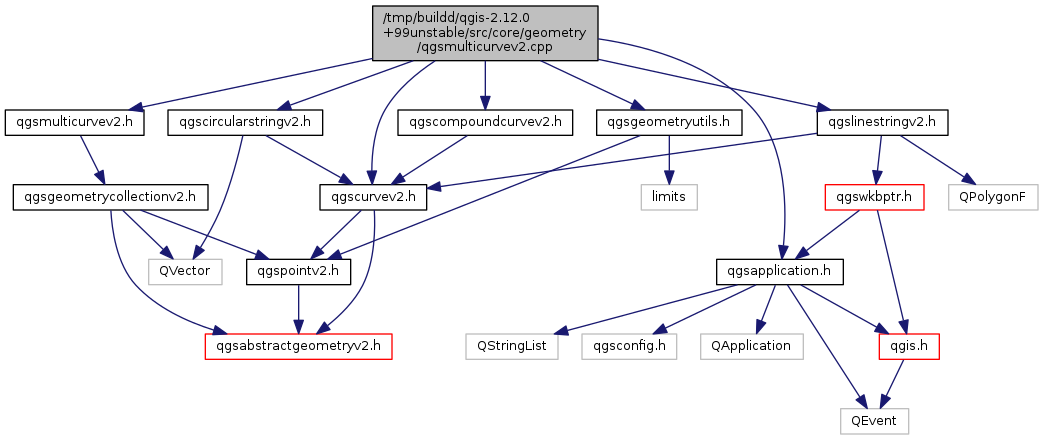 /tmp/buildd/qgis-2.12.0
+99unstable/src/core/geometry
/qgsmulticurvev2.cpp
qgsmulticurvev2.h
qgscircularstringv2.h
qgscompoundcurvev2.h
qgsgeometryutils.h
qgslinestringv2.h
qgsgeometrycollectionv2.h
qgscurvev2.h
limits
qgswkbptr.h
QPolygonF
QVector
qgspointv2.h
qgsapplication.h
qgsabstractgeometryv2.h
QStringList
qgsconfig.h
QApplication
qgis.h
QEvent